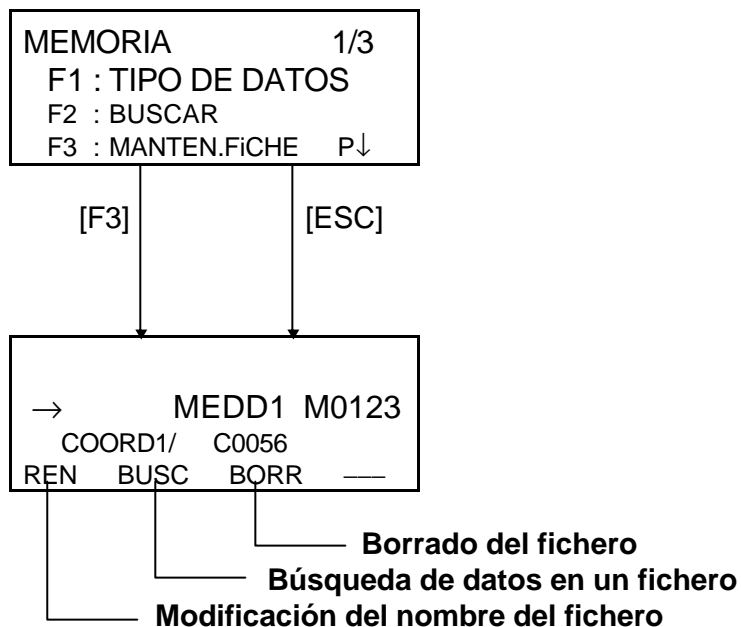 MEMORIA 1/3
F1 : TIPO DE DATOS
F2 : BUSCAR
F3 : MANTEN.FiCHE P↓
[F3] [ESC]
→ MEDD1 M0123
COORD1/ C0056
REN BUSC BORR ---
Borrado del fichero
Búsqueda de datos en un fichero
Modificación del nombre del fichero